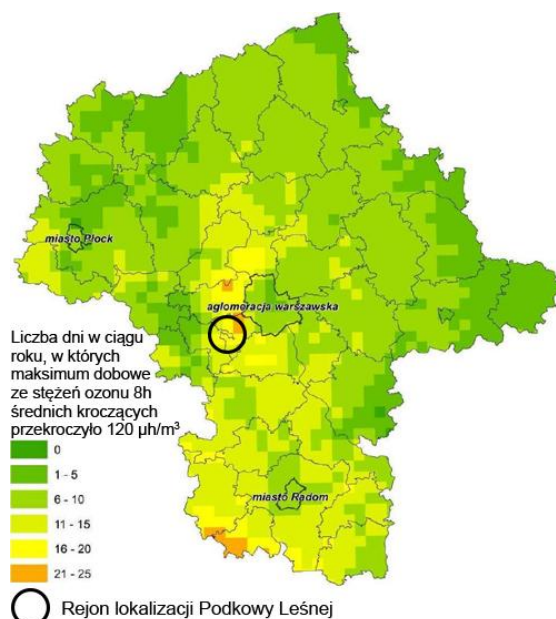 miasto Płock
aglomeracja warszawska
Liczba dni w ciągu
roku, w których
maksimum dobowe
ze stężeń ozonu 8h
średnich kroczących
przekroczyło 120 µh/m³
0
1 - 5
6 - 10
11 - 15
16 - 20
21 - 25
miasto Radom
Rejon lokalizacji Podkowy Leśnej